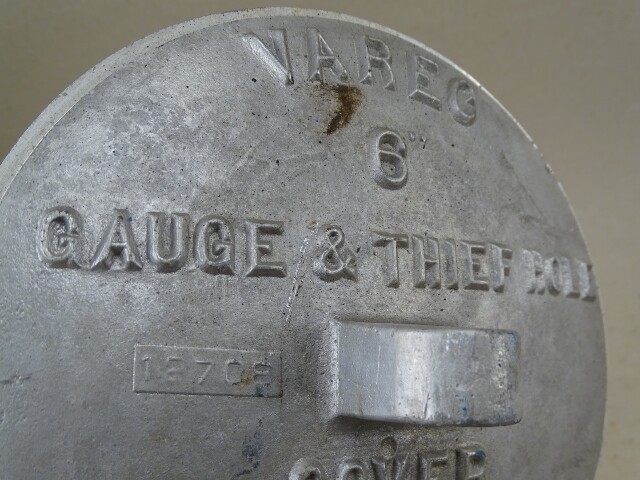 VAREC
6"
GAUGE & THIEF HOLE
COVER